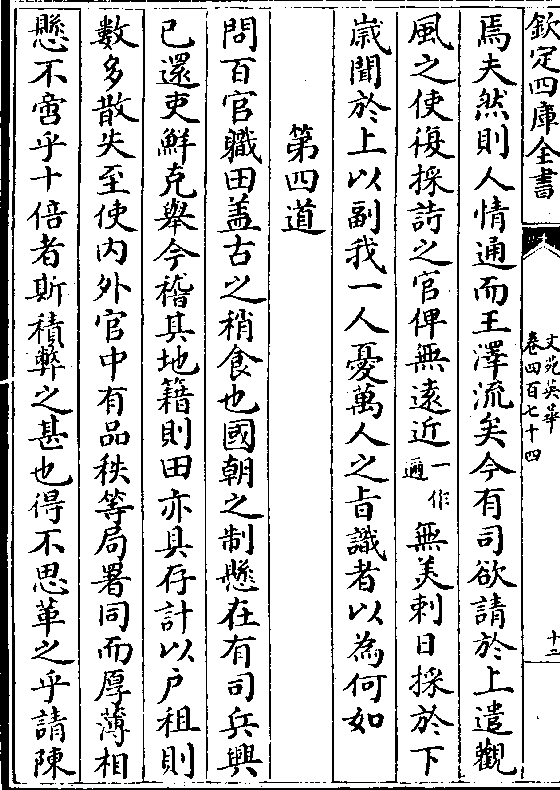 欽定四庫全書
文苑英華
卷四百七十四
十二
焉夫然則人情通而王澤流矣今有司欲請於上遣觀
風之使復採詩之官俾無遠近一作邇無美刺日採於下
嵗聞於上以副我一人憂萬人之㫖識者以為何如
第四道
問百官職田盖古之稍食也國朝之制懸在有司兵興
已還吏鮮克舉今稽其地籍則田亦具存計以户租則
數多散失至使内外官中有品秩等局署同而厚薄相
懸不啻乎十倍者斯積弊之甚也得不思革之乎請陳